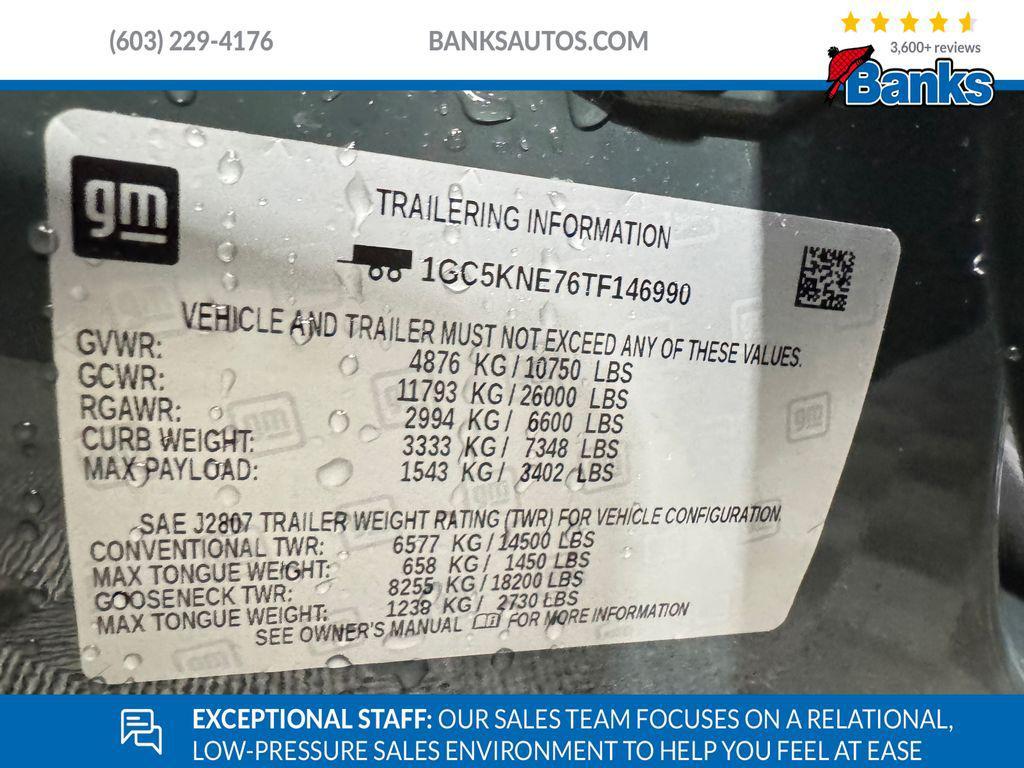 (603) 229-4176
BANKSAUTOS.COM
3,600+ reviews
Banks
gm
TRAILERING INFORMATION
1GC5KNE76TF146990
VEHICLE AND TRAILER MUST NOT EXCEED ANY OF THESE VALUES.
GVWR: 4876 KG/10750 LBS
GCWR: 11793 KG/26000 LBS
RGAWR: 2994 KG/ 6600 LBS
CURB WEIGHT: 3333 KG/ 7348 LBS
MAX PAYLOAD: 1543 KG/ 3402 LBS
SAE J2807 TRAILER WEIGHT RATING (TWR) FOR VEHICLE CONFIGURATION.
CONVENTIONAL TWR: 6577 KG/14500 LBS
MAX TONGUE WEIGHT: 658 KG/ 1450 LBS
GOOSENECK TWR: 8255 KG/18200 LBS
MAX TONGUE WEIGHT: 1238 KG/ 2730 LBS
SEE OWNER'S MANUAL FOR MORE INFORMATION
EXCEPTIONAL STAFF: OUR SALES TEAM FOCUSES ON A RELATIONAL,
LOW-PRESSURE SALES ENVIRONMENT TO HELP YOU FEEL AT EASE